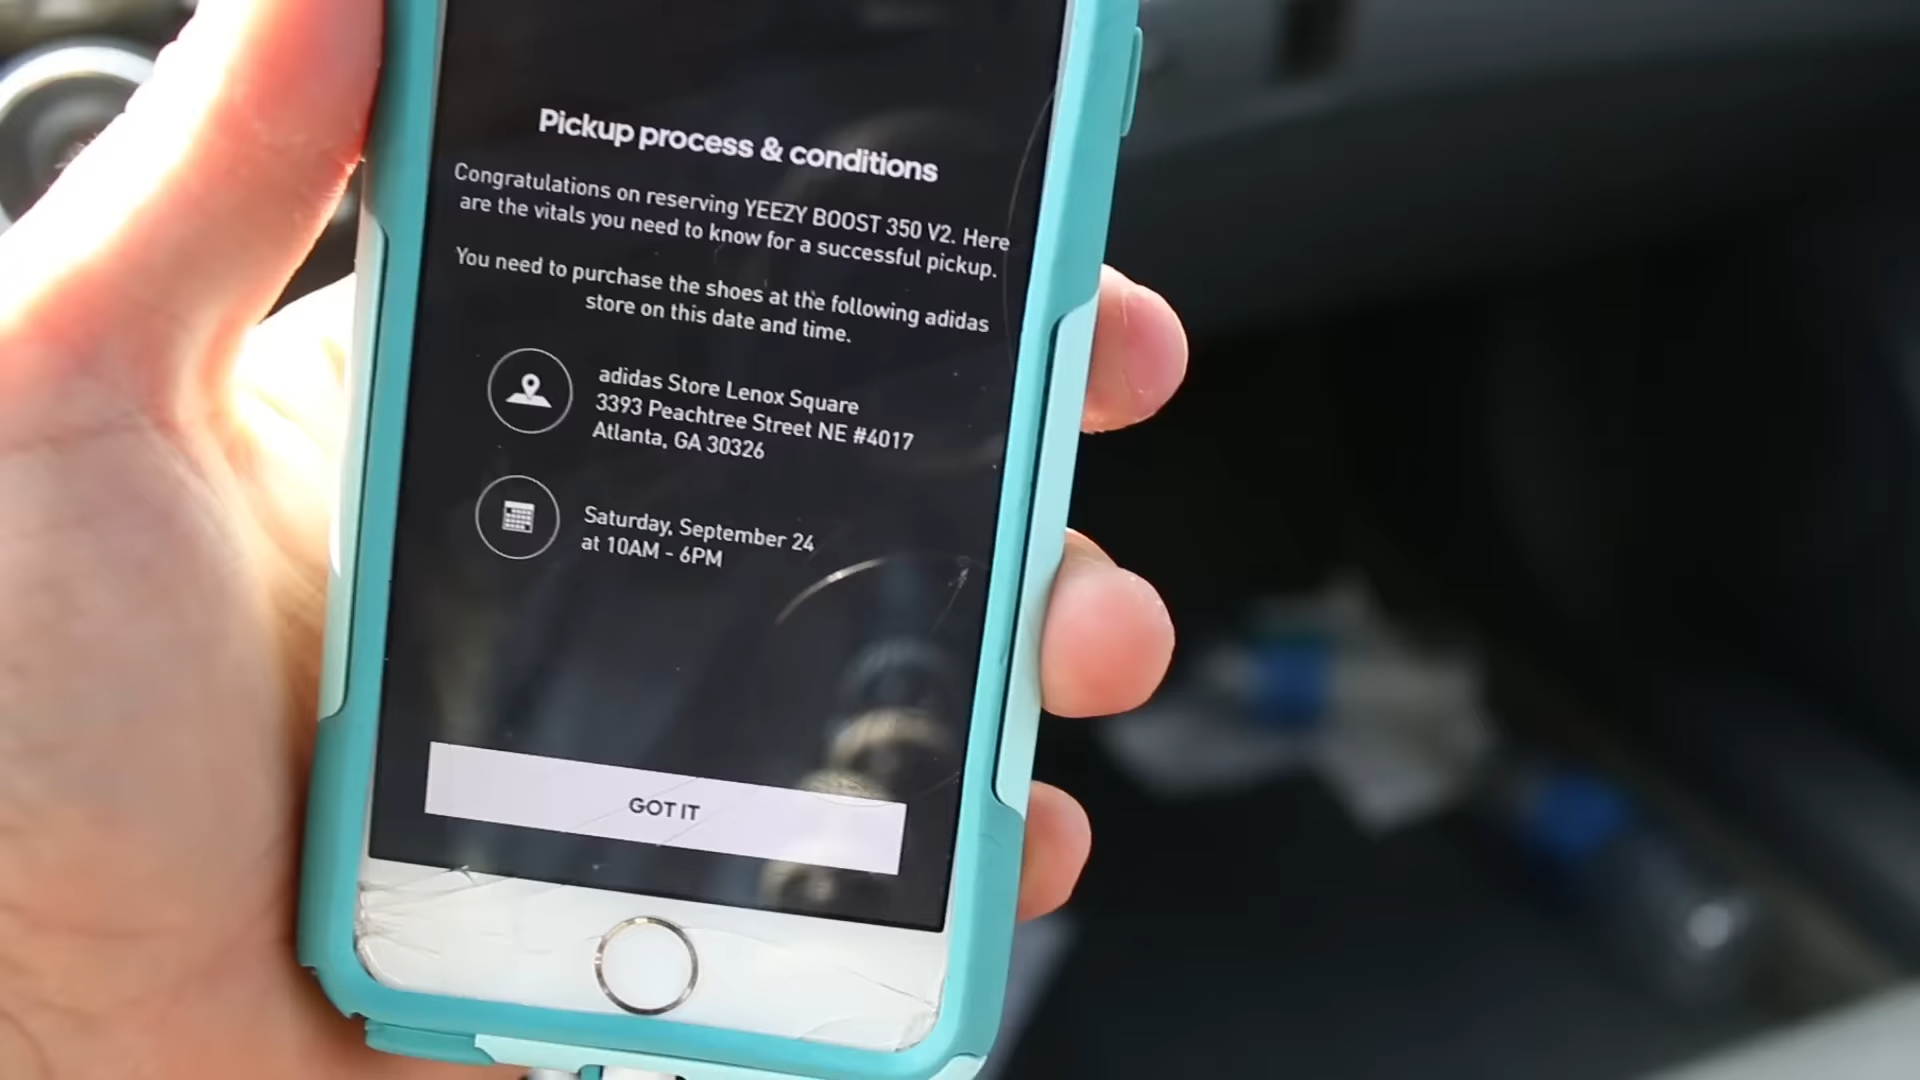 Pickup process & conditions
Congratulations on reserving YEEZY BOOST 350 V2. Here
are the vitals you need to know for a successful pickup.
You need to purchase the shoes at the following adidas
store on this date and time.
adidas Store Lenox Square
3393 Peachtree Street NE #4017
Atlanta, GA 30326
Saturday, September 24
at 10AM - 6PM
GOT IT